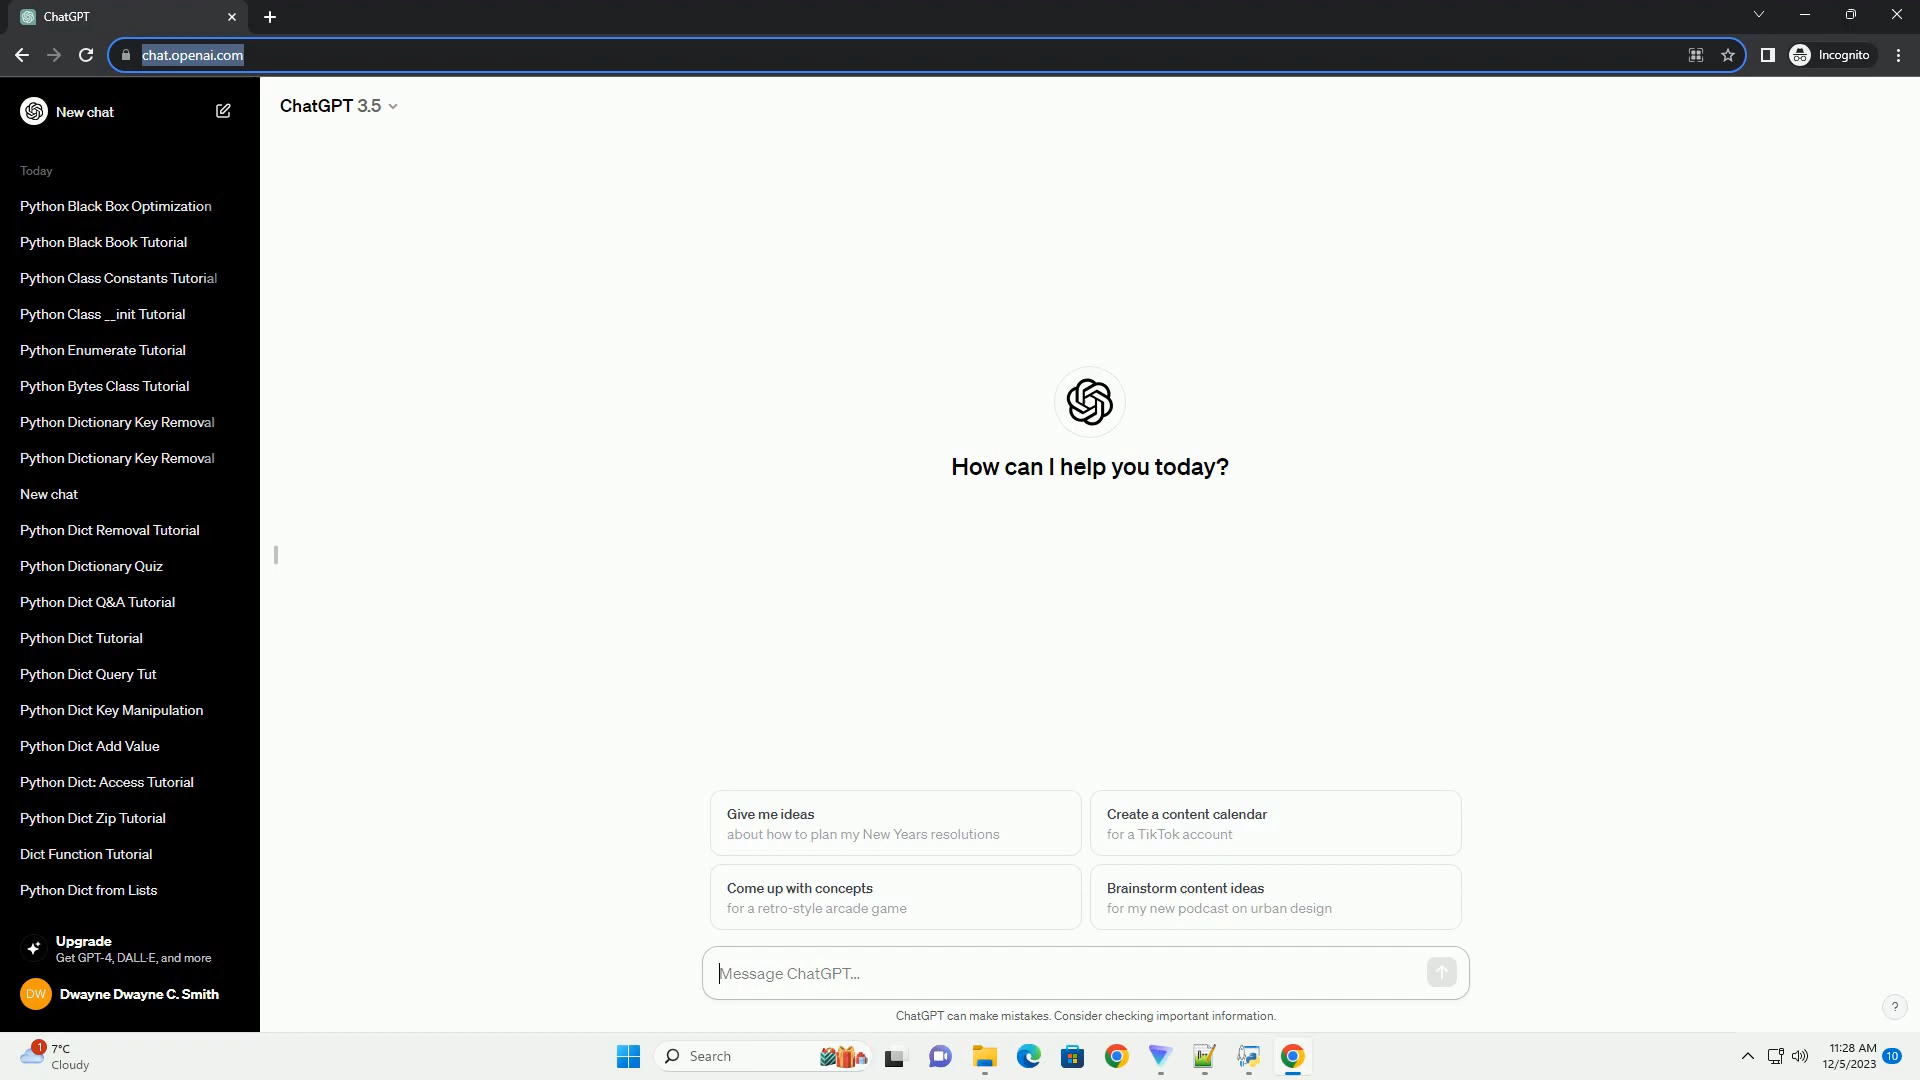 ChatGPT
chat.openai.com
Incognito
New chat
ChatGPT 3.5
Today
Python Black Box Optimization
Python Black Book Tutorial
Python Class Constants Tutorial
Python Class __init Tutorial
Python Enumerate Tutorial
Python Bytes Class Tutorial
Python Dictionary Key Removal
Python Dictionary Key Removal
New chat
Python Dict Removal Tutorial
Python Dictionary Quiz
Python Dict Q&A Tutorial
Python Dict Tutorial
Python Dict Query Tut
Python Dict Key Manipulation
Python Dict Add Value
Python Dict: Access Tutorial
Python Dict Zip Tutorial
Dict Function Tutorial
Python Dict from Lists
Upgrade
Get GPT-4, DALL·E, and more
DW
Dwayne Dwayne C. Smith
How can I help you today?
Give me ideas
about how to plan my New Years resolutions
Create a content calendar
for a TikTok account
Come up with concepts
for a retro-style arcade game
Brainstorm content ideas
for my new podcast on urban design
Message ChatGPT...
ChatGPT can make mistakes. Consider checking important information.
?
1
7°C
Cloudy
Search
11:28 AM
12/5/2023
10